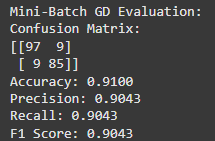 Mini-Batch GD Evaluation:
Confusion Matrix:
[[97  9]
 [ 9 85]]
Accuracy: 0.9100
Precision: 0.9043
Recall: 0.9043
F1 Score: 0.9043